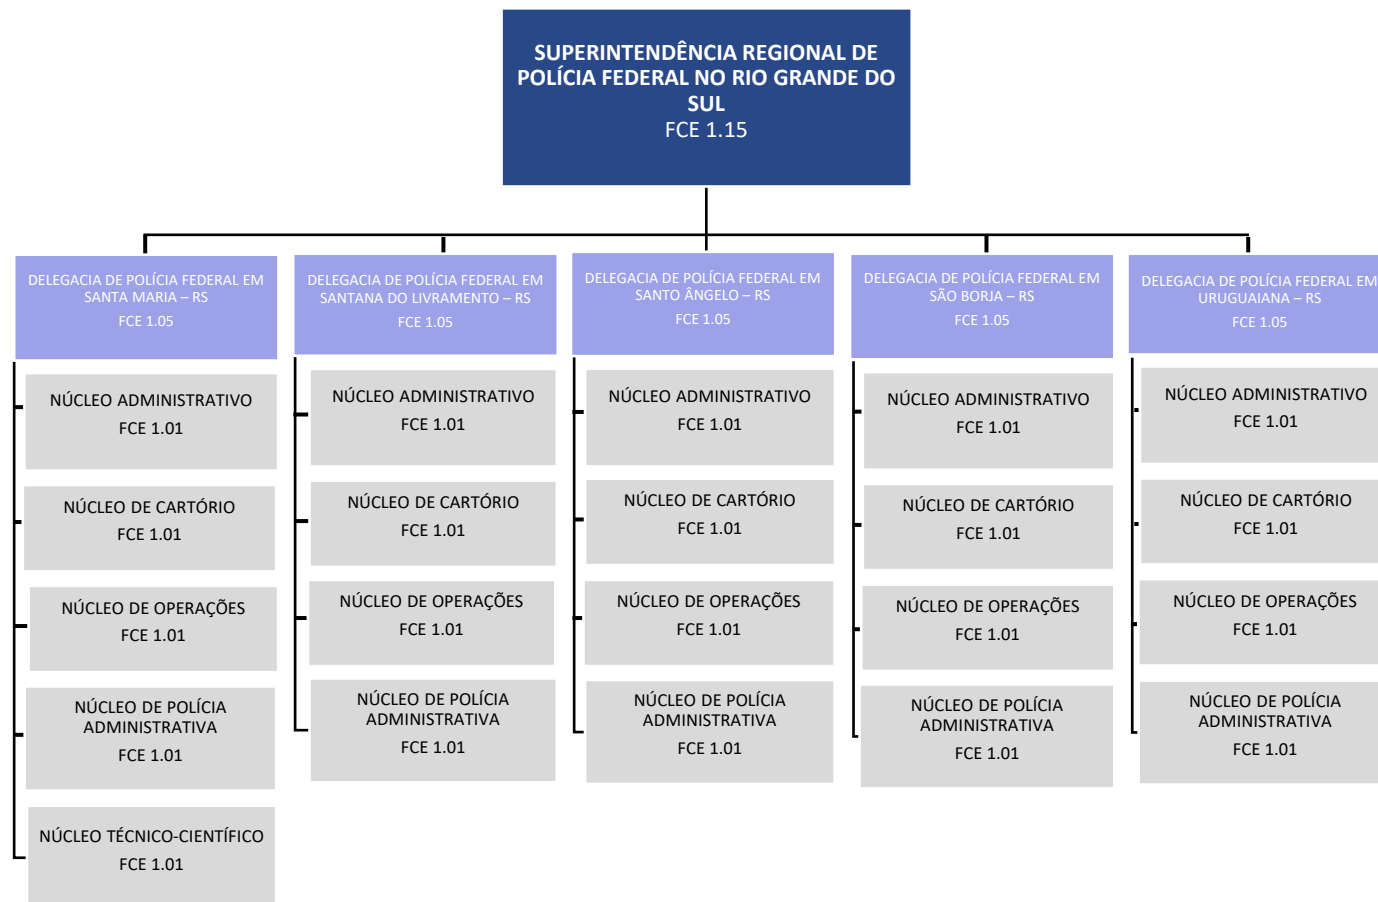 SUPERINTENDÊNCIA REGIONAL DE
POLÍCIA FEDERAL NO RIO GRANDE DO
SUL
FCE 1.15
DELEGACIA DE POLÍCIA FEDERAL EM
SANTA MARIA – RS
FCE 1.05
NÚCLEO ADMINISTRATIVO
FCE 1.01
NÚCLEO DE CARTÓRIO
FCE 1.01
NÚCLEO DE OPERAÇÕES
FCE 1.01
NÚCLEO DE POLÍCIA
ADMINISTRATIVA
FCE 1.01
NÚCLEO TÉCNICO-CIENTÍFICO
FCE 1.01
DELEGACIA DE POLÍCIA FEDERAL EM
SANTANA DO LIVRAMENTO – RS
FCE 1.05
NÚCLEO ADMINISTRATIVO
FCE 1.01
NÚCLEO DE CARTÓRIO
FCE 1.01
NÚCLEO DE OPERAÇÕES
FCE 1.01
NÚCLEO DE POLÍCIA
ADMINISTRATIVA
FCE 1.01
DELEGACIA DE POLÍCIA FEDERAL EM
SANTO ÂNGELO – RS
FCE 1.05
NÚCLEO ADMINISTRATIVO
FCE 1.01
NÚCLEO DE CARTÓRIO
FCE 1.01
NÚCLEO DE OPERAÇÕES
FCE 1.01
NÚCLEO DE POLÍCIA
ADMINISTRATIVA
FCE 1.01
DELEGACIA DE POLÍCIA FEDERAL EM
SÃO BORJA – RS
FCE 1.05
NÚCLEO ADMINISTRATIVO
FCE 1.01
NÚCLEO DE CARTÓRIO
FCE 1.01
NÚCLEO DE OPERAÇÕES
FCE 1.01
NÚCLEO DE POLÍCIA
ADMINISTRATIVA
FCE 1.01
DELEGACIA DE POLÍCIA FEDERAL EM
URUGUAIANA – RS
FCE 1.05
NÚCLEO ADMINISTRATIVO
FCE 1.01
NÚCLEO DE CARTÓRIO
FCE 1.01
NÚCLEO DE OPERAÇÕES
FCE 1.01
NÚCLEO DE POLÍCIA
ADMINISTRATIVA
FCE 1.01